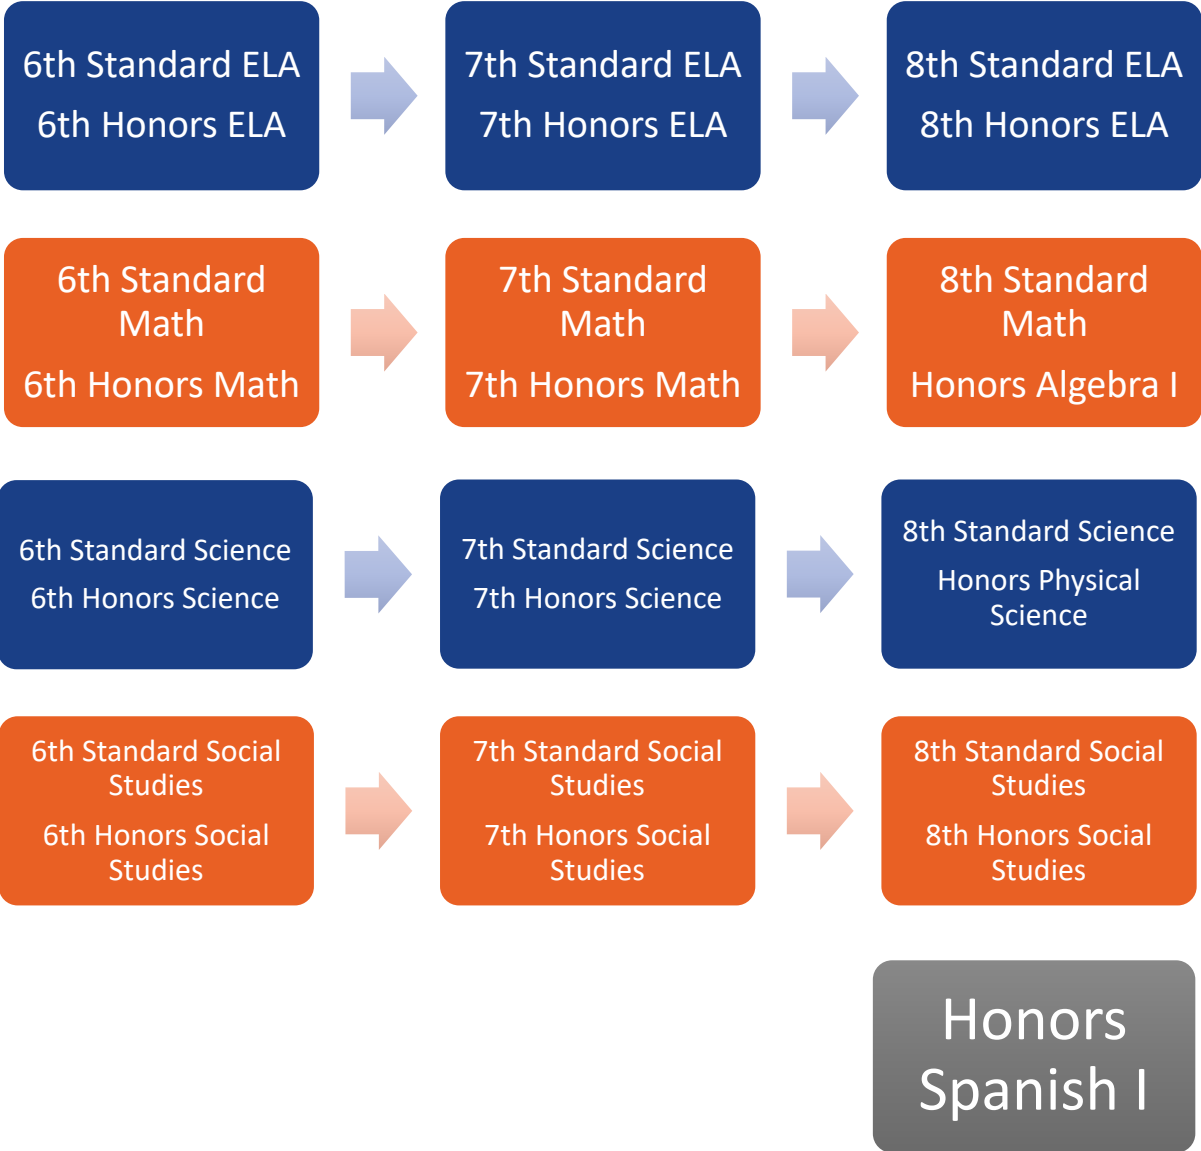 6th Standard ELA
6th Honors ELA
7th Standard ELA
7th Honors ELA
8th Standard ELA
8th Honors ELA
6th Standard
Math
6th Honors Math
7th Standard
Math
7th Honors Math
8th Standard
Math
Honors Algebra I
6th Standard Science
6th Honors Science
7th Standard Science
7th Honors Science
8th Standard Science
Honors Physical
Science
6th Standard Social
Studies
6th Honors Social
Studies
7th Standard Social
Studies
7th Honors Social
Studies
8th Standard Social
Studies
8th Honors Social
Studies
Honors
Spanish I